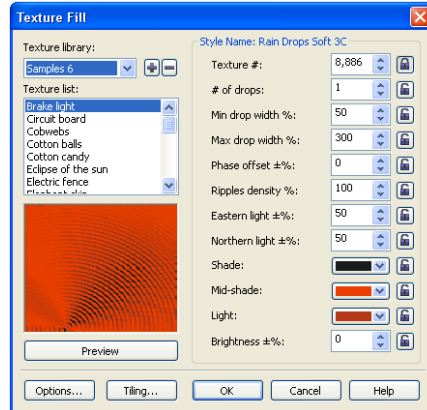 Texture Fill
Texture library:
Samples 6
Texture list:
Brake light
Circuit board
Cobwebs
Cotton balls
Cotton candy
Eclipse of the sun
Electric fence
Elephant skin
Preview
Style Name: Rain Drops Soft 3C
Texture #: 8,886
# of drops: 1
Min drop width %: 50
Max drop width %: 300
Phase offset ±%: 0
Ripples density %: 100
Eastern light ±%: 50
Northern light ±%: 50
Shade:
Mid-shade:
Light:
Brightness ±%: 0
Options... Tiling... OK Cancel Help